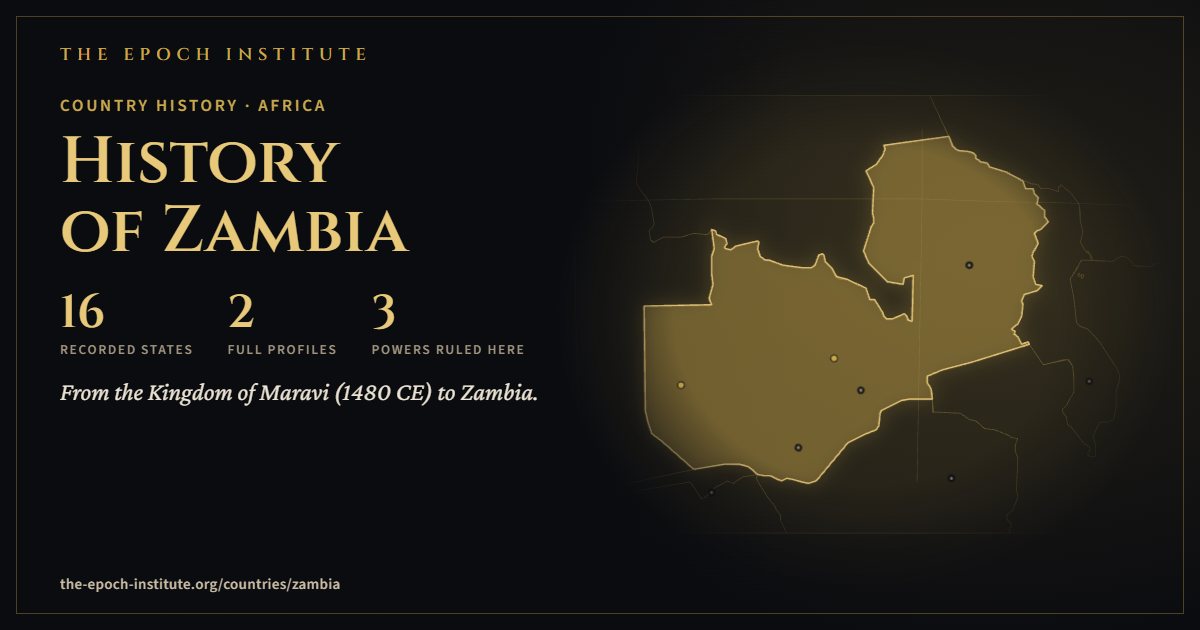 THE EPOCH INSTITUTE
COUNTRY HISTORY · AFRICA
HISTORY
OF ZAMBIA
16 2 3
RECORDED STATES FULL PROFILES POWERS RULED HERE
From the Kingdom of Maravi (1480 CE) to Zambia.
the-epoch-institute.org/countries/zambia